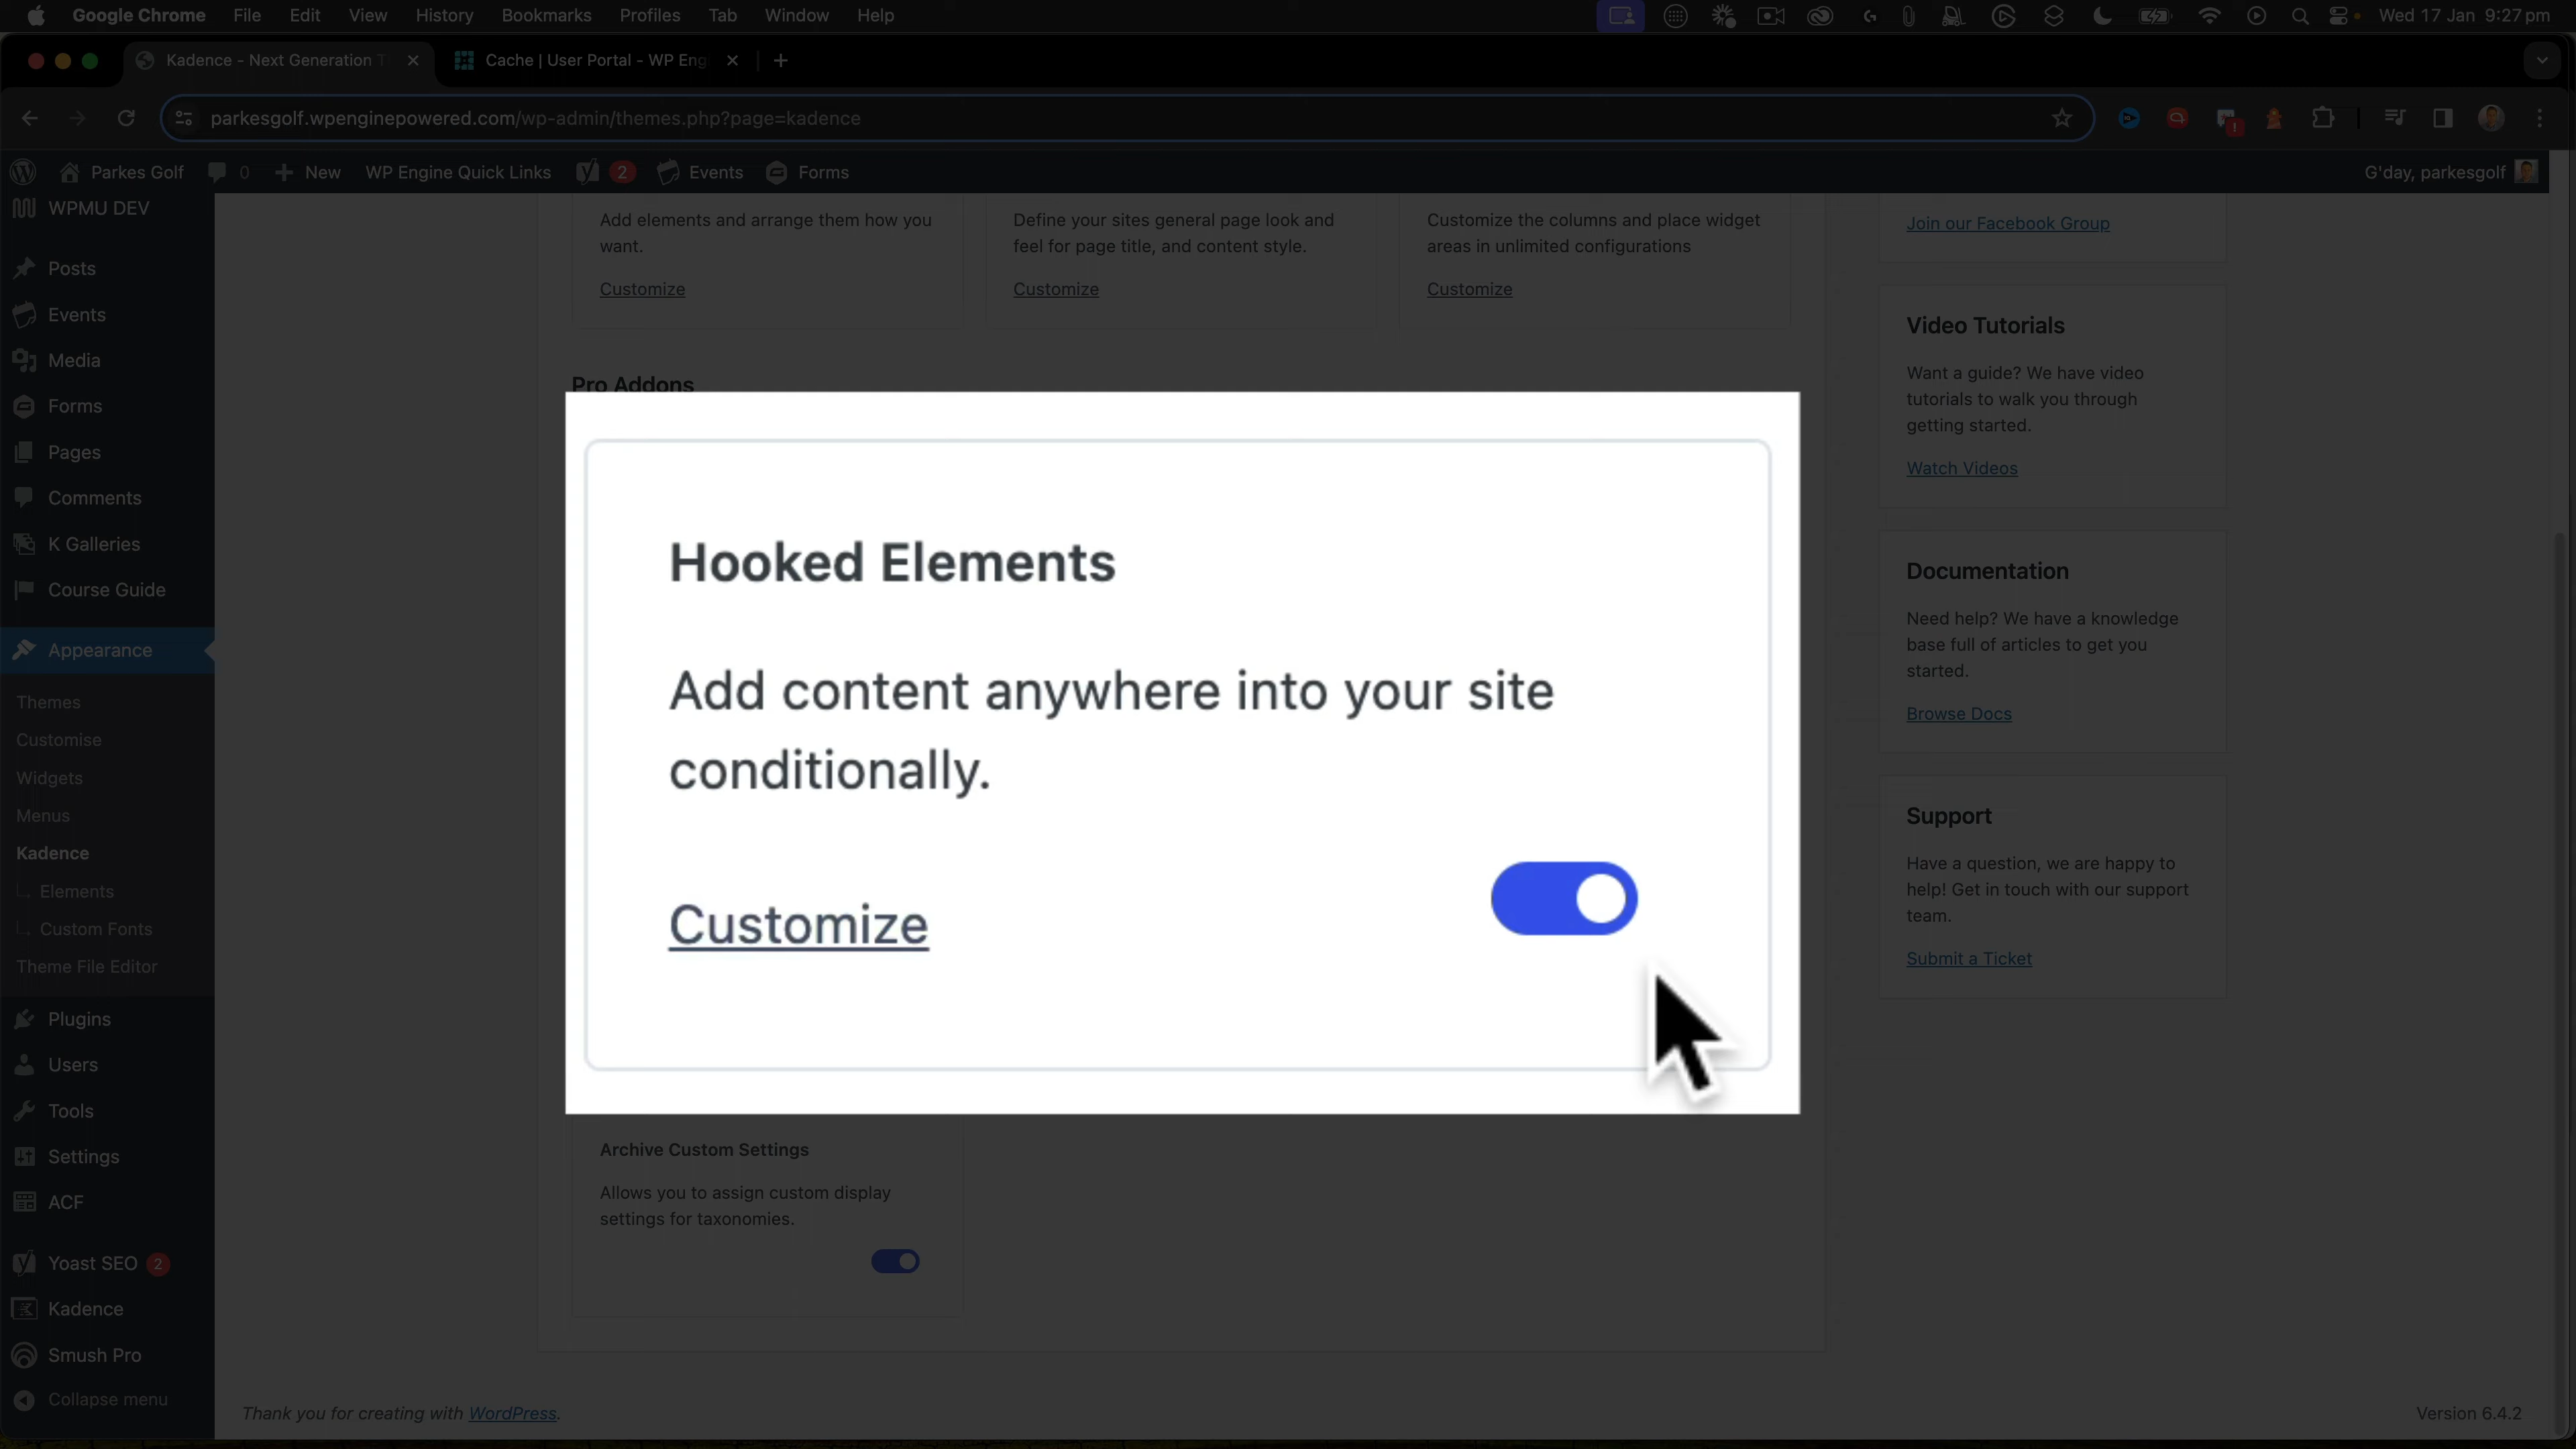 Google Chrome File Edit View History Bookmarks Profiles Tab Window Help Wed 17 Jan 9:27 pm
Kadence - Next Generation T Cache | User Portal - WP Eng
parkesgolf.wpenginepowered.com/wp-admin/themes.php?page=kadence
Parkes Golf 0 New WP Engine Quick Links 2 Events Forms G'day, parkesgolf
WPMU DEV
Posts
Events
Media
Forms
Pages
Comments
K Galleries
Course Guide
Appearance
Themes
Customise
Widgets
Menus
Kadence
Elements
Custom Fonts
Theme File Editor
Plugins
Users
Tools
Settings
ACF
Yoast SEO 2
Kadence
Smush Pro
Collapse menu
Add elements and arrange them how you
want.
Customize
Define your sites general page look and
feel for page title, and content style.
Customize
Customize the columns and place widget
areas in unlimited configurations
Customize
Pro Addons
Hooked Elements
Add content anywhere into your site
conditionally.
Customize
Archive Custom Settings
Allows you to assign custom display
settings for taxonomies.
Join our Facebook Group
Video Tutorials
Want a guide? We have video
tutorials to walk you through
getting started.
Watch Videos
Documentation
Need help? We have a knowledge
base full of articles to get you
started.
Browse Docs
Support
Have a question, we are happy to
help! Get in touch with our support
team.
Submit a Ticket
Thank you for creating with WordPress.
Version 6.4.2